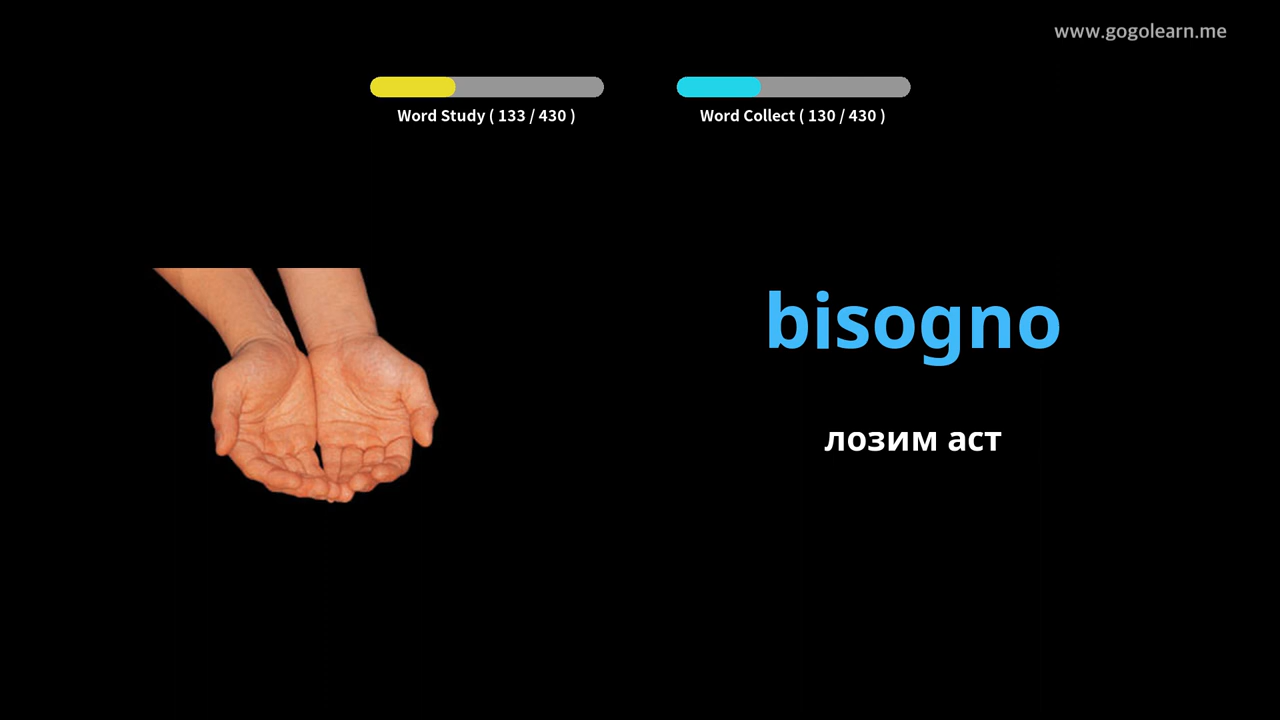 www.gogolearn.me
Word Study ( 133 / 430 )
Word Collect ( 130 / 430 )
bisogno
лозим аст